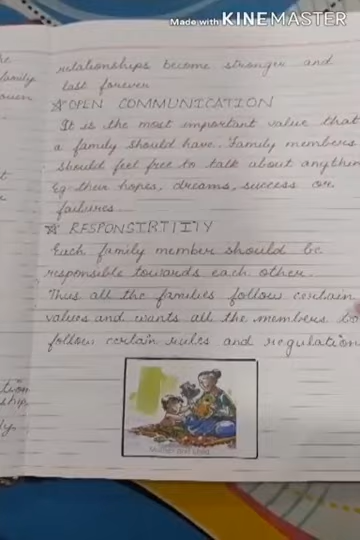 Made with KINEMASTER
relationships become stronger and
last forever
☆ OPEN COMMUNICATION
It is the most important value that
a family should have. Family members
should feel free to talk about anythin
Eg their hopes, dreams, success or
failures.
☆ RESPONSIRTIITY
Each family member should be
responsible towards each other.
Thus all the families follow certain
values and wants all the members to
follow certain rules and regulation